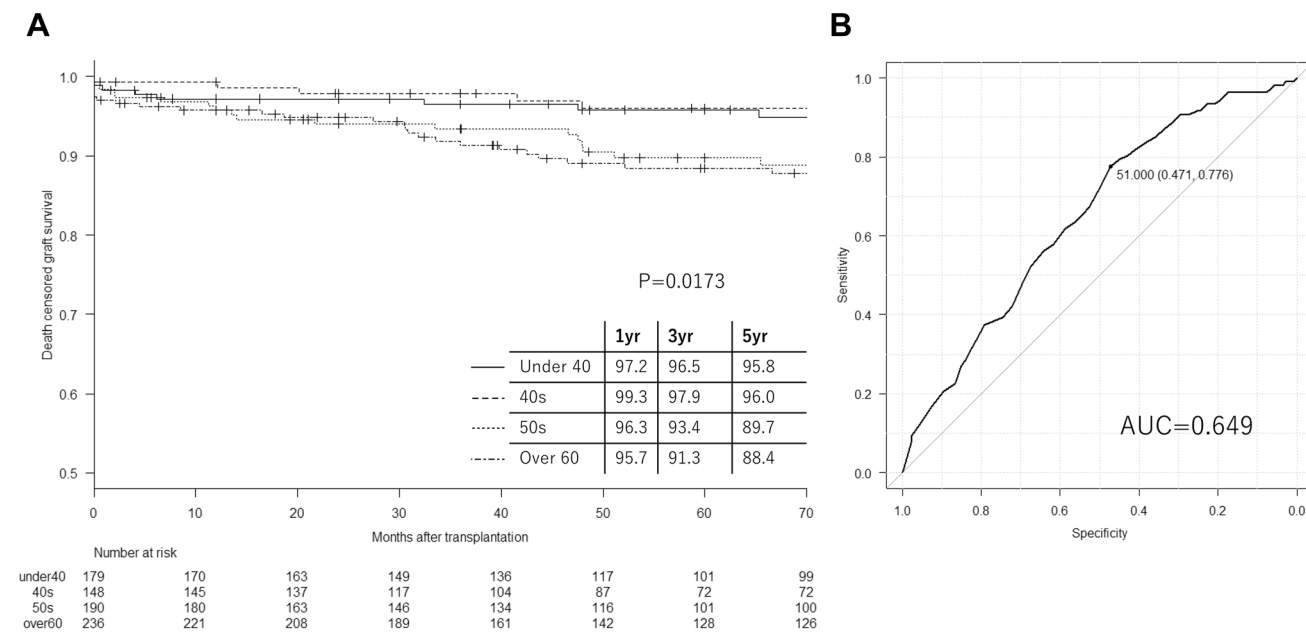 A
B
Death censored graft survival
1.0
0.9
0.8
0.7
0.6
0.5
P=0.0173
1yr 3yr 5yr
Under 40 97.2 96.5 95.8
40s 99.3 97.9 96.0
50s 96.3 93.4 89.7
Over 60 95.7 91.3 88.4
0 10 20 30 40 50 60 70
Months after transplantation
Number at risk
under40 179 170 163 149 136 117 101 99
40s 148 145 137 117 104 87 72 72
50s 190 180 163 146 134 116 101 100
over60 236 221 208 189 161 142 128 126
Sensitivity
1.0
0.8
0.6
0.4
0.2
0.0
51.000 (0.471, 0.776)
AUC=0.649
1.0 0.8 0.6 0.4 0.2 0.0
Specificity